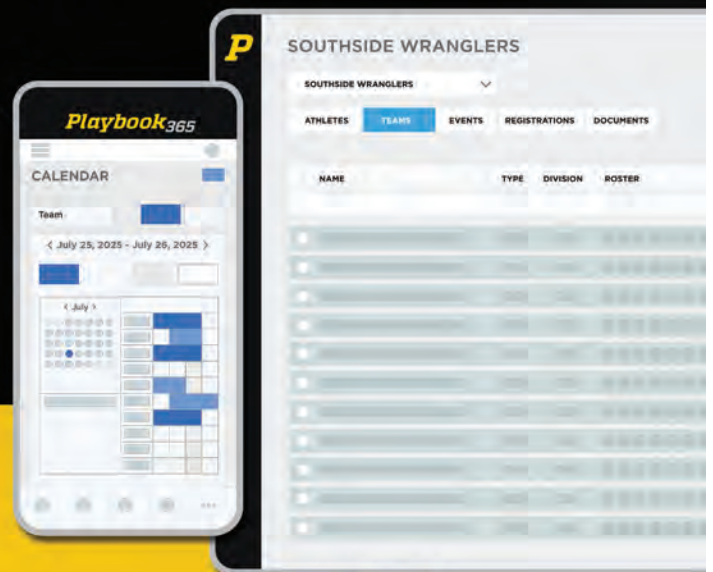 Playbook365
CALENDAR
Team
< July 25, 2025 - July 26, 2025 >
< July >
P
SOUTHSIDE WRANGLERS
SOUTHSIDE WRANGLERS
ATHLETES TEAMS EVENTS REGISTRATIONS DOCUMENTS
NAME TYPE DIVISION ROSTER